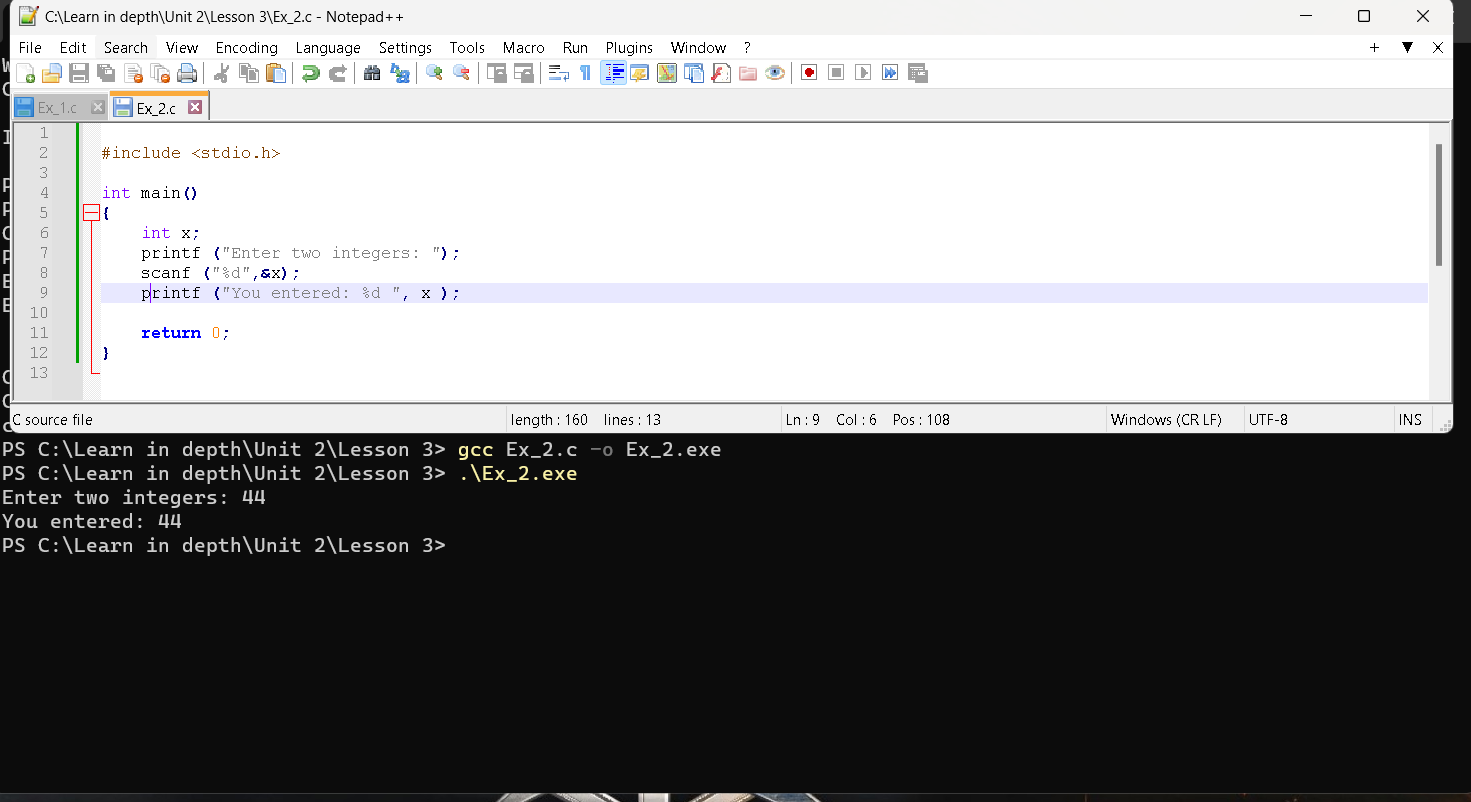 C:\Learn in depth\Unit 2\Lesson 3\Ex_2.c - Notepad++
File Edit Search View Encoding Language Settings Tools Macro Run Plugins Window ?
Ex_1.c Ex_2.c
1
2 #include <stdio.h>
3
4 int main()
5 {
6 int x;
7 printf ("Enter two integers: ");
8 scanf ("%d",&x);
9 printf ("You entered: %d ", x );
10
11 return 0;
12 }
13
C source file length : 160 lines : 13 Ln : 9 Col : 6 Pos : 108 Windows (CR LF) UTF-8 INS
PS C:\Learn in depth\Unit 2\Lesson 3> gcc Ex_2.c -o Ex_2.exe
PS C:\Learn in depth\Unit 2\Lesson 3> .\Ex_2.exe
Enter two integers: 44
You entered: 44
PS C:\Learn in depth\Unit 2\Lesson 3>